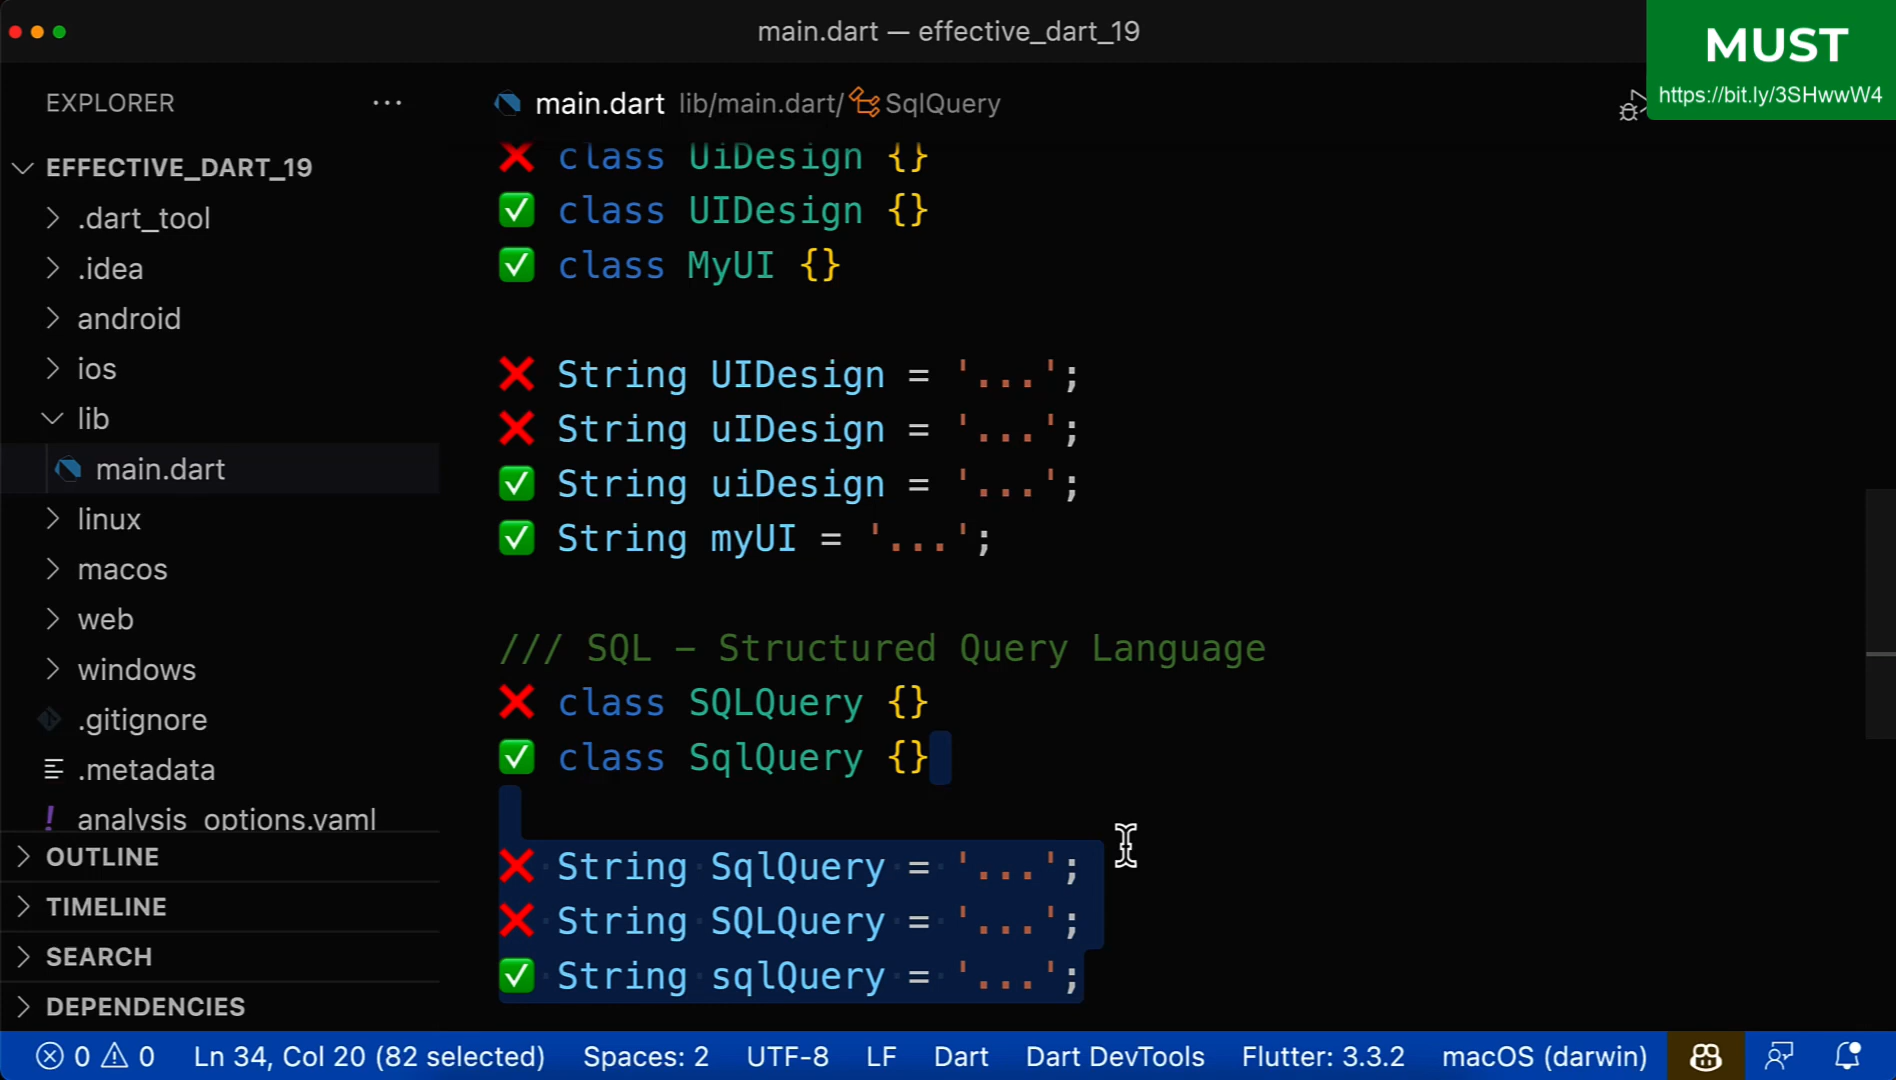 main.dart — effective_dart_19
MUST
https://bit.ly/3SHwwW4
EXPLORER
main.dart lib/main.dart/ SqlQuery
EFFECTIVE_DART_19
.dart_tool
.idea
android
ios
lib
main.dart
linux
macos
web
windows
.gitignore
.metadata
analysis_options.yaml
OUTLINE
TIMELINE
SEARCH
DEPENDENCIES
❌ class UiDesign {}
✅ class UIDesign {}
✅ class MyUI {}
❌ String UIDesign = '...';
❌ String uIDesign = '...';
✅ String uiDesign = '...';
✅ String myUI = '...';
/// SQL – Structured Query Language
❌ class SQLQuery {}
✅ class SqlQuery {}
❌ String SqlQuery = '...';
❌ String SQLQuery = '...';
✅ String sqlQuery = '...';
0 0 Ln 34, Col 20 (82 selected) Spaces: 2 UTF-8 LF Dart Dart DevTools Flutter: 3.3.2 macOS (darwin)